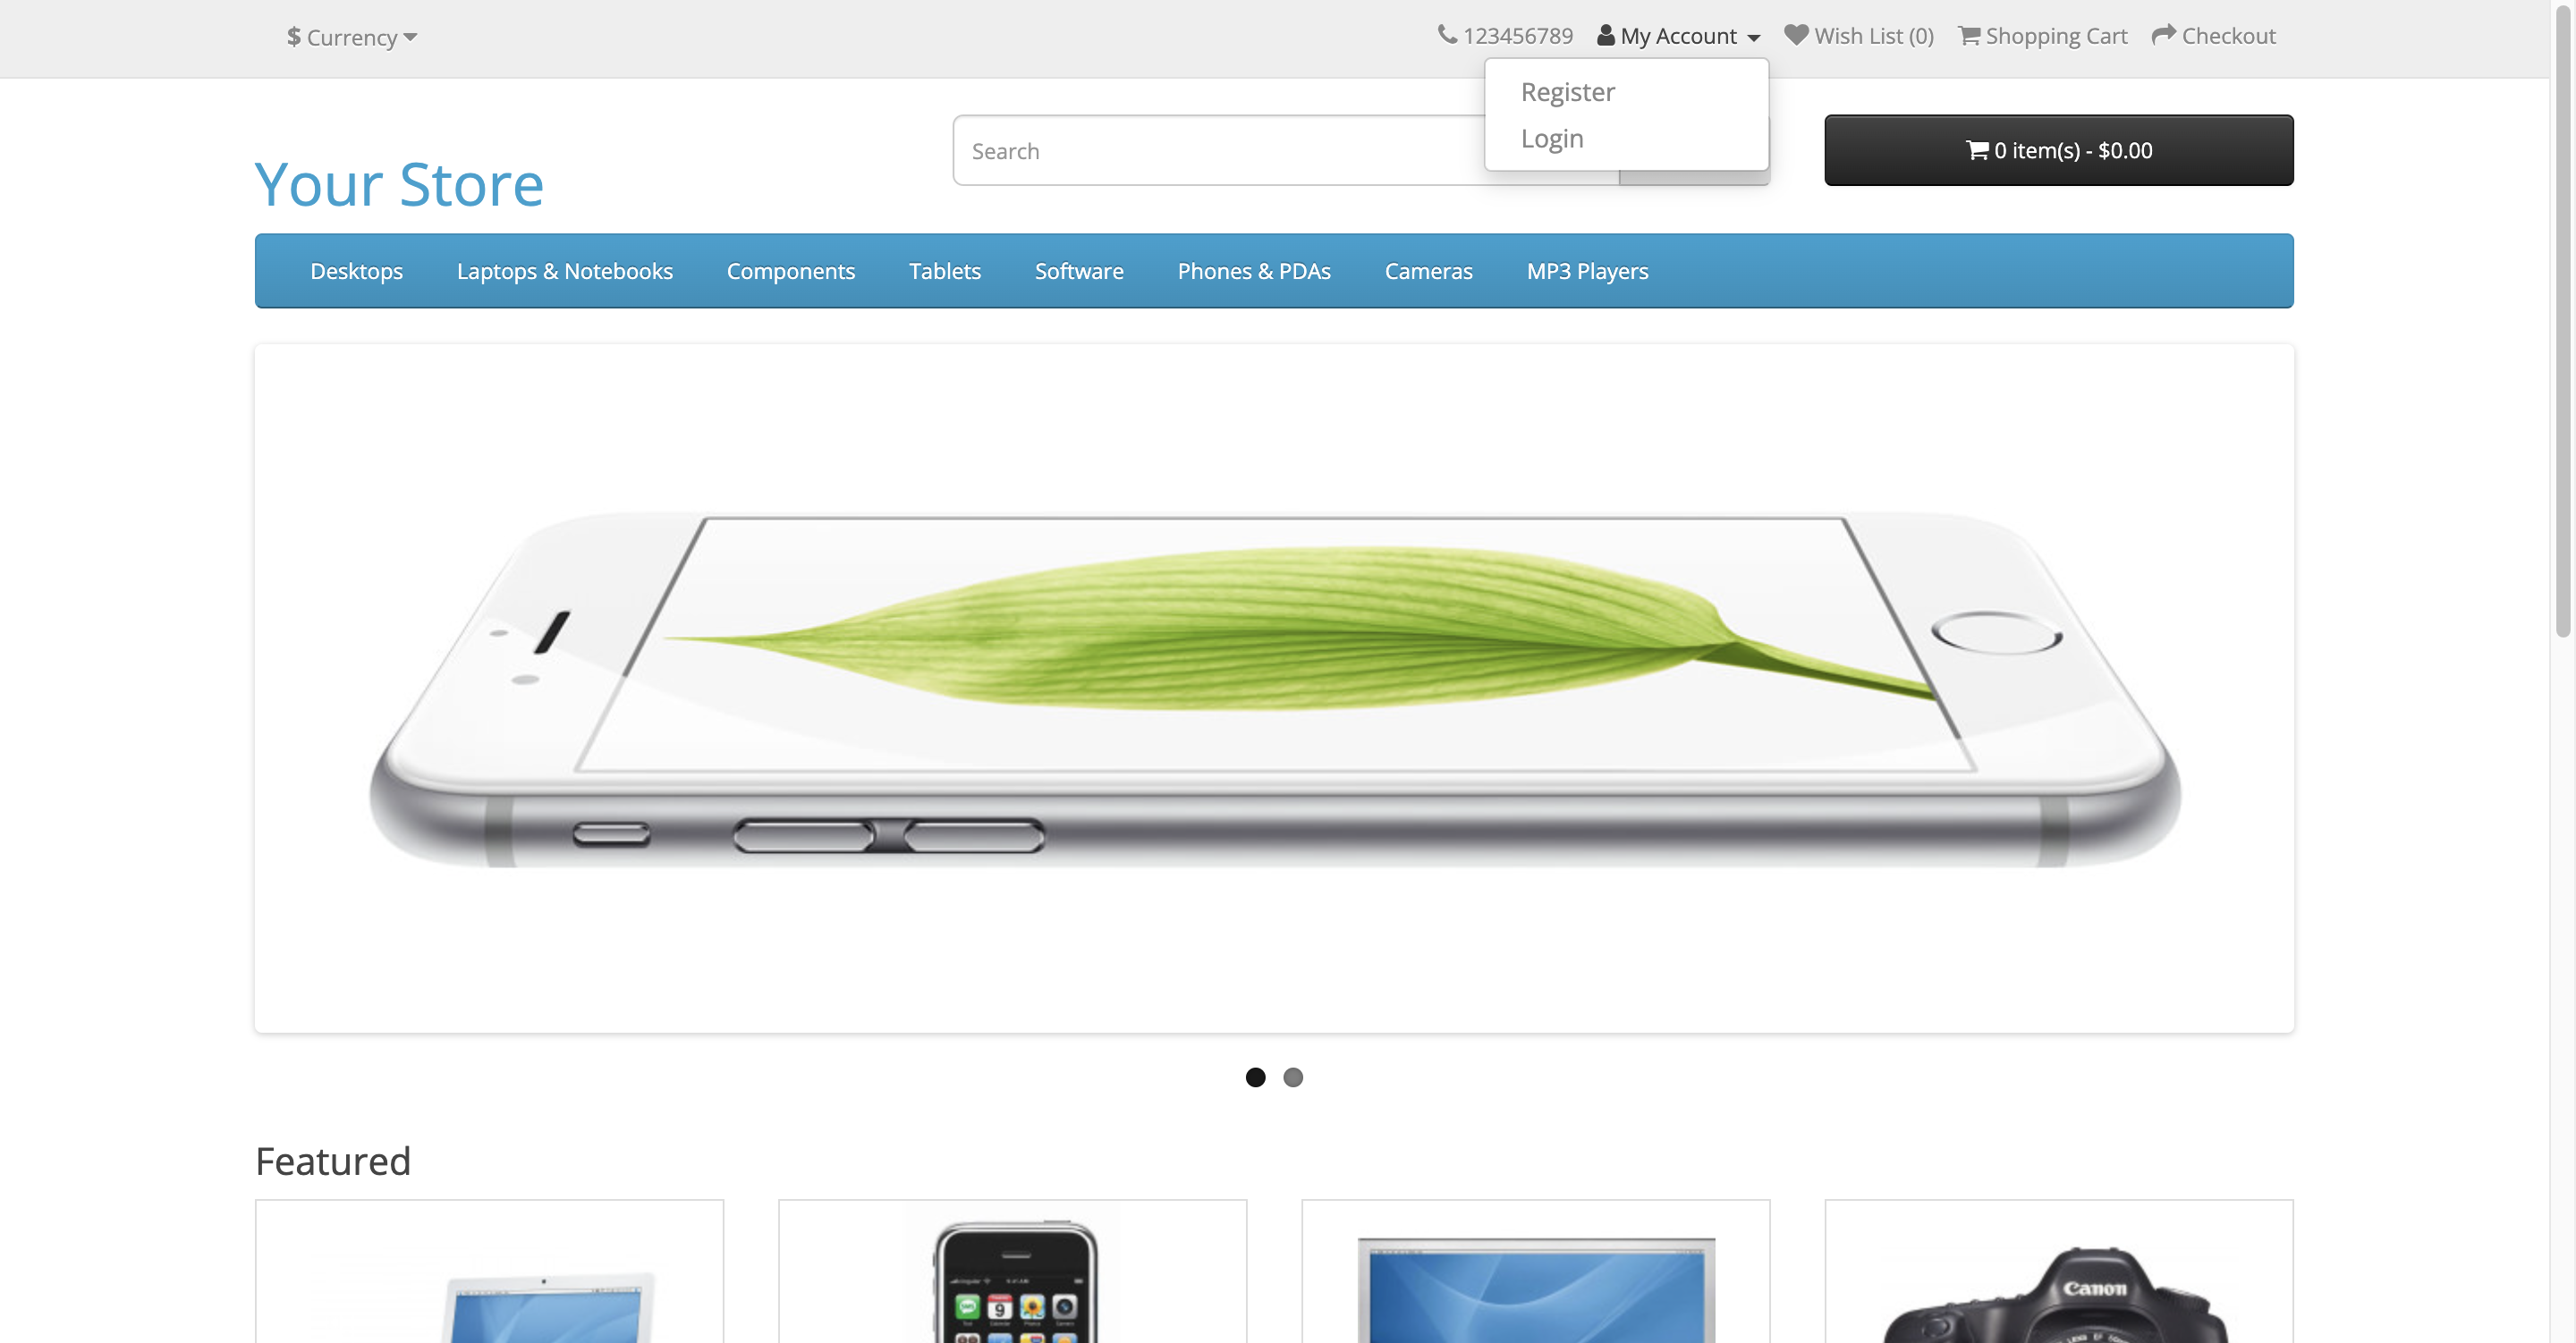 $ Currency
123456789 My Account Wish List (0) Shopping Cart Checkout
Register
Login
Search
0 item(s) - $0.00
Your Store
Desktops Laptops & Notebooks Components Tablets Software Phones & PDAs Cameras MP3 Players
Featured
Canon
9